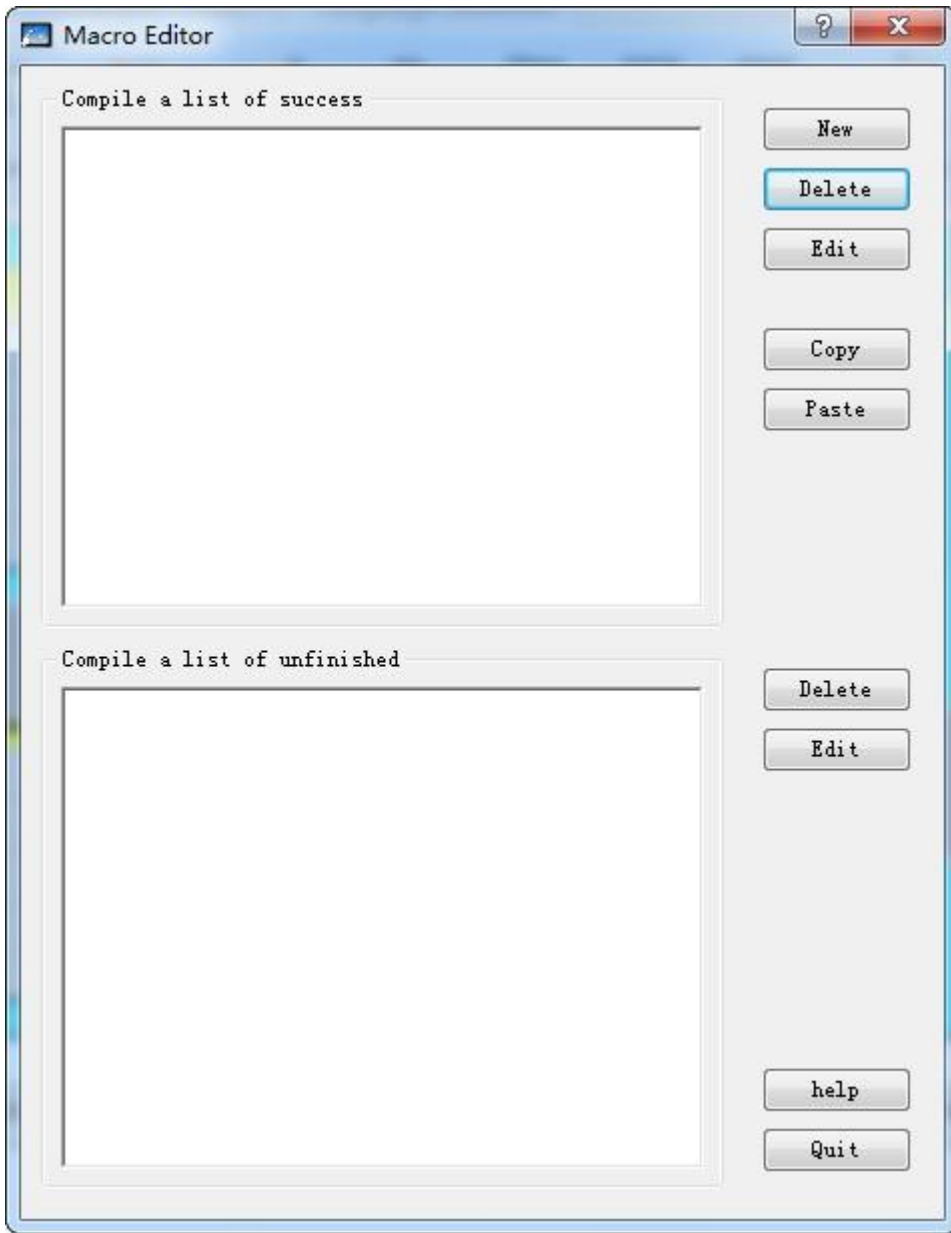 Macro Editor
Compile a list of success
New
Delete
Edit
Copy
Paste
Compile a list of unfinished
Delete
Edit
help
Quit